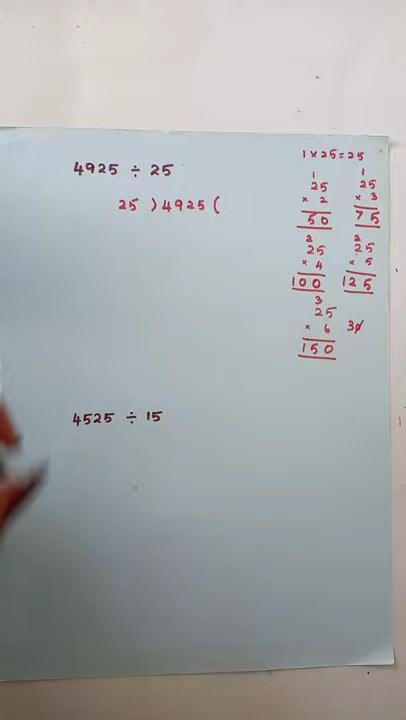 4925 ÷ 25
25 ) 4925 (
1 × 25 = 25
1 1
25 25
× 2 × 3
50 75
2 2
25 25
× 4 × 5
100 125
3
25
× 6 30
150
4525 ÷ 15